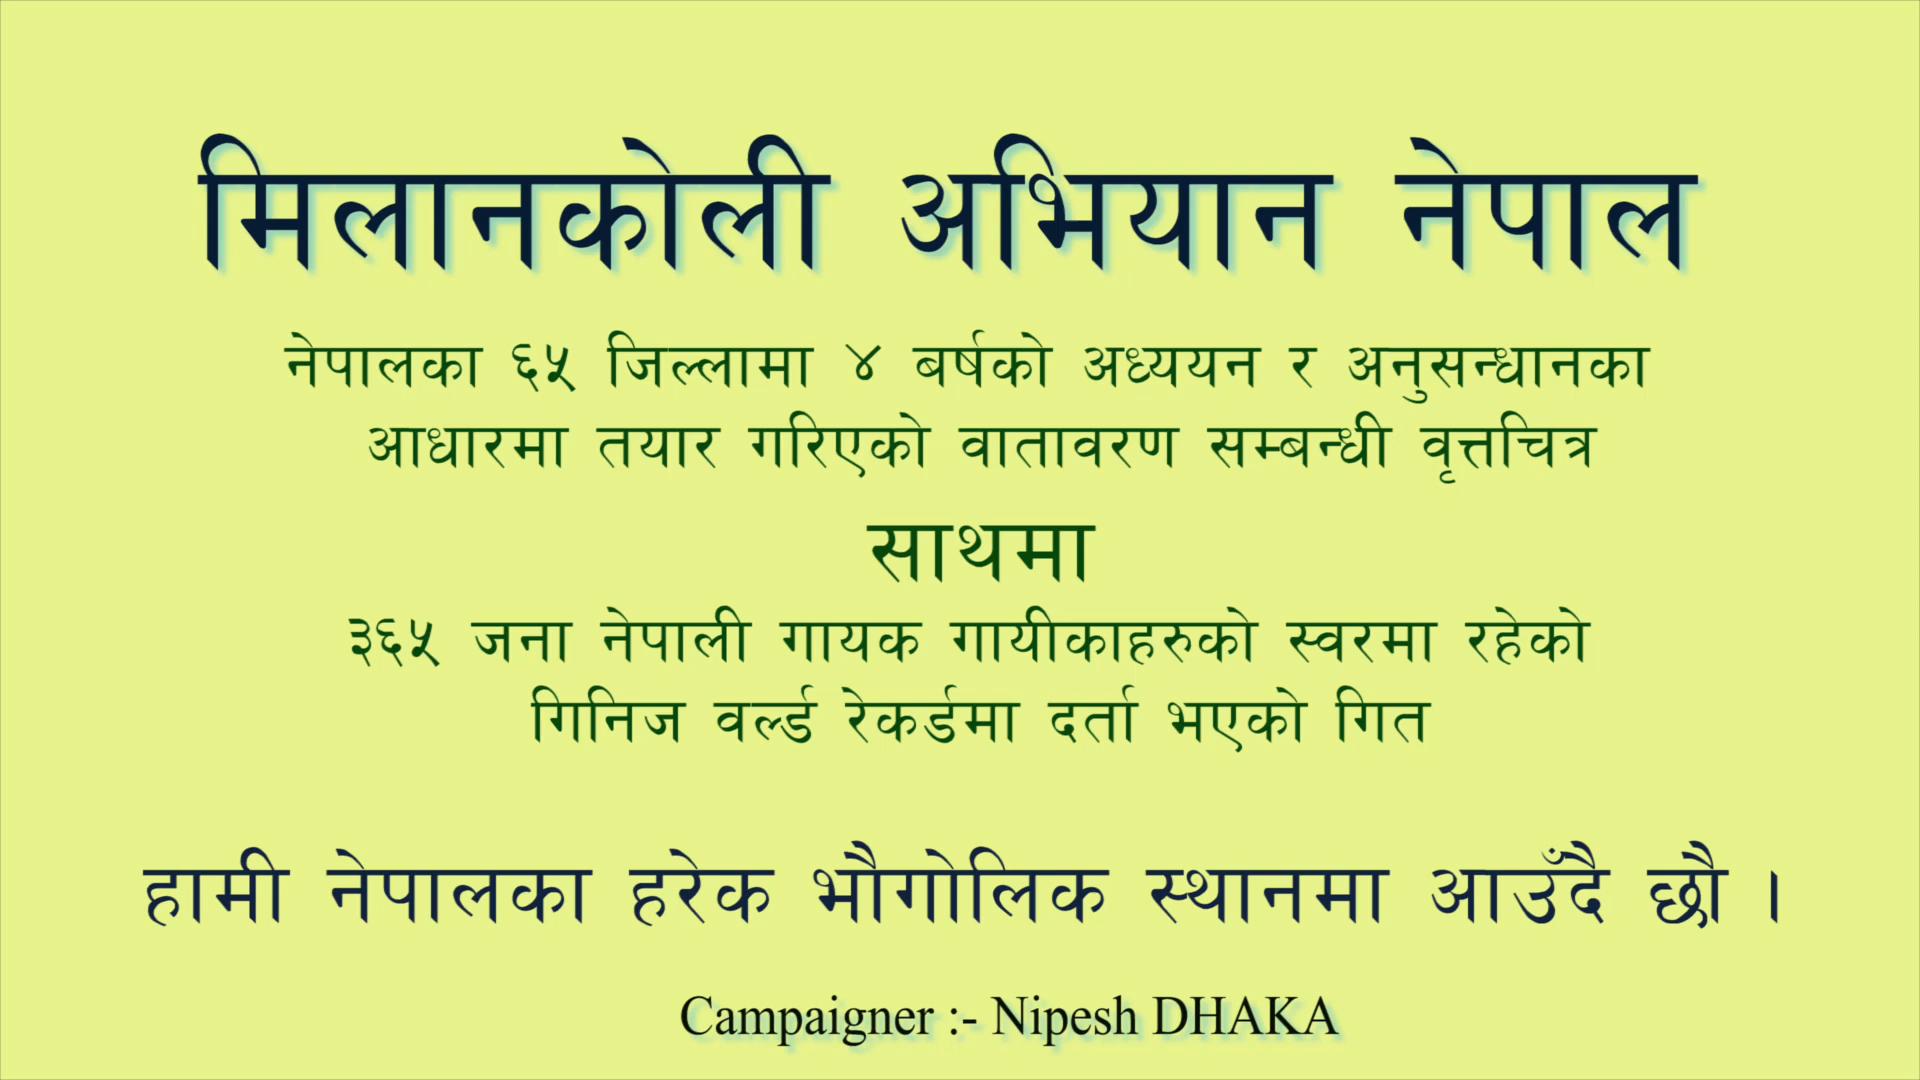 मिलानकोली अभियान नेपाल
नेपालका ६५ जिल्लामा ४ बर्षको अध्ययन र अनुसन्धानका
आधारमा तयार गरिएको वातावरण सम्बन्धी वृत्तचित्र
साथमा
३६५ जना नेपाली गायक गायीकाहरुको स्वरमा रहेको
गिनिज वर्ल्ड रेकर्डमा दर्ता भएको गित
हामी नेपालका हरेक भौगोलिक स्थानमा आउँदै छौ ।
Campaigner :- Nipesh DHAKA